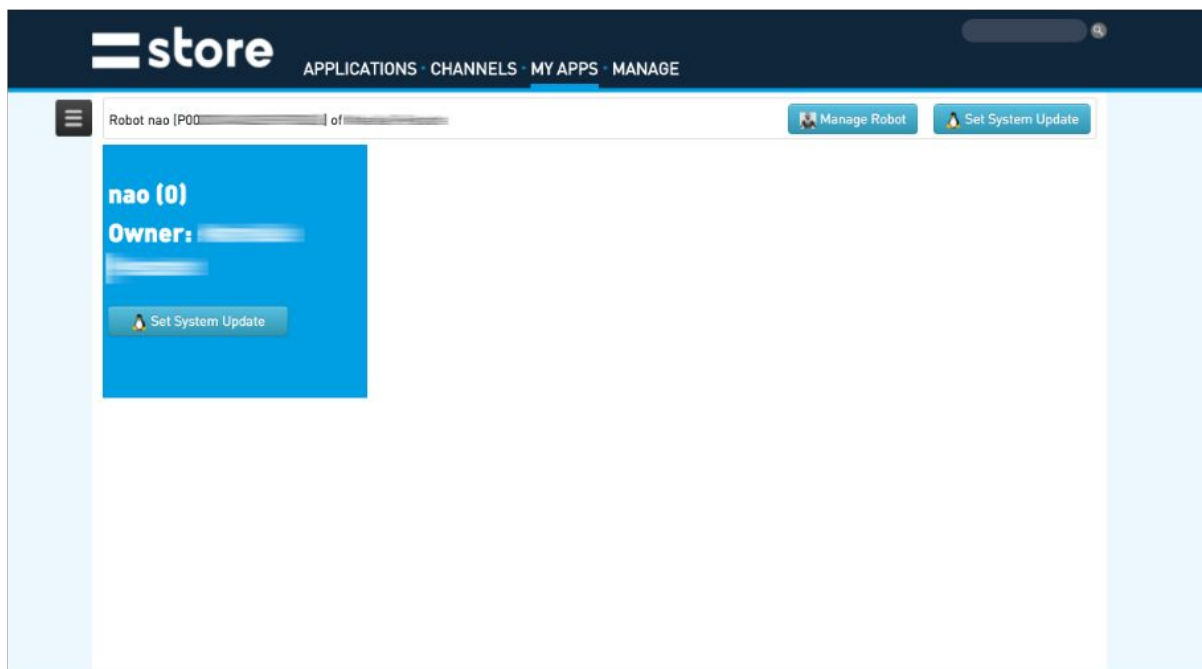 store
APPLICATIONS · CHANNELS · MY APPS · MANAGE
Robot nao (P00 ) of
Manage Robot
Set System Update
nao (0)
Owner:
Set System Update